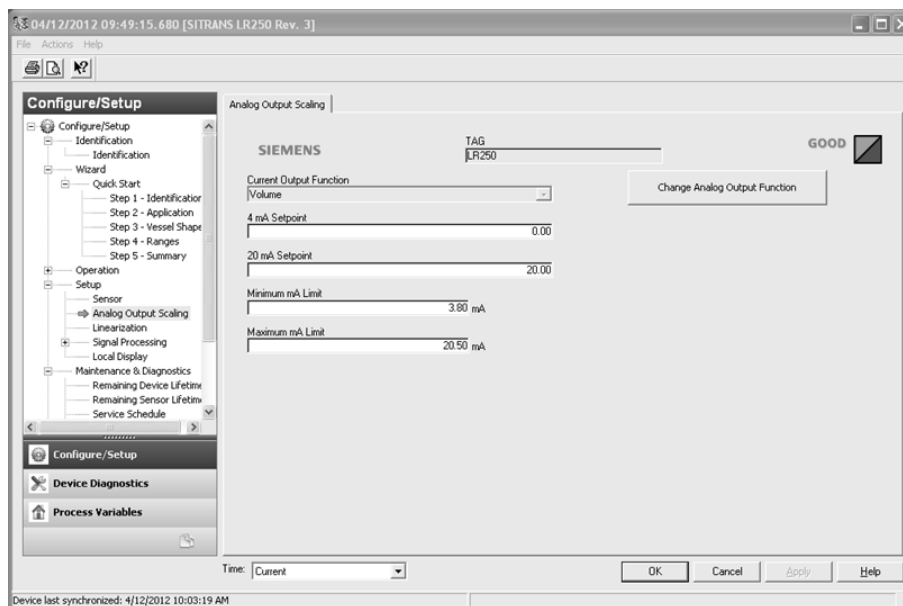 04/12/2012 09:49:15.680 [SITRANS LR250 Rev. 3]
File Actions Help
Configure/Setup
Configure/Setup
Identification
Identification
Wizard
Quick Start
Step 1 - Identification
Step 2 - Application
Step 3 - Vessel Shape
Step 4 - Ranges
Step 5 - Summary
Operation
Setup
Sensor
Analog Output Scaling
Linearization
Signal Processing
Local Display
Maintenance & Diagnostics
Remaining Device Lifetime
Remaining Sensor Lifetim
Service Schedule
Configure/Setup
Device Diagnostics
Process Variables
Analog Output Scaling
SIEMENS
TAG
LR250
GOOD
Current Output Function
Volume
Change Analog Output Function
4 mA Setpoint
0.00
20 mA Setpoint
20.00
Minimum mA Limit
3.80 mA
Maximum mA Limit
20.50 mA
Time: Current
OK Cancel Apply Help
Device last synchronized: 4/12/2012 10:03:19 AM